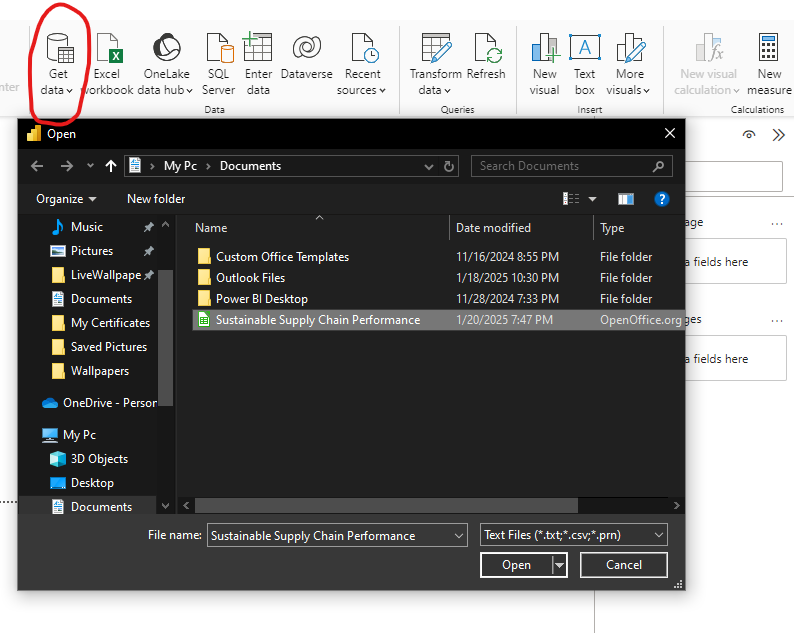 Get data
Excel workbook
OneLake data hub
SQL Server
Enter data
Dataverse
Recent sources
Transform data
Refresh
New visual
Text box
More visuals
New visual calculation
New measure
Data
Queries
Insert
Calculations
Open
My Pc > Documents
Search Documents
Organize
New folder
Music
Pictures
LiveWallpape
Documents
My Certificates
Saved Pictures
Wallpapers
OneDrive - Person
My Pc
3D Objects
Desktop
Documents
Name Date modified Type
Custom Office Templates 11/16/2024 8:55 PM File folder
Outlook Files 1/18/2025 10:30 PM File folder
Power BI Desktop 11/28/2024 7:33 PM File folder
Sustainable Supply Chain Performance 1/20/2025 7:47 PM OpenOffice.org
File name: Sustainable Supply Chain Performance
Text Files (*.txt;*.csv;*.prn)
Open
Cancel
age
a fields here
ges
a fields here